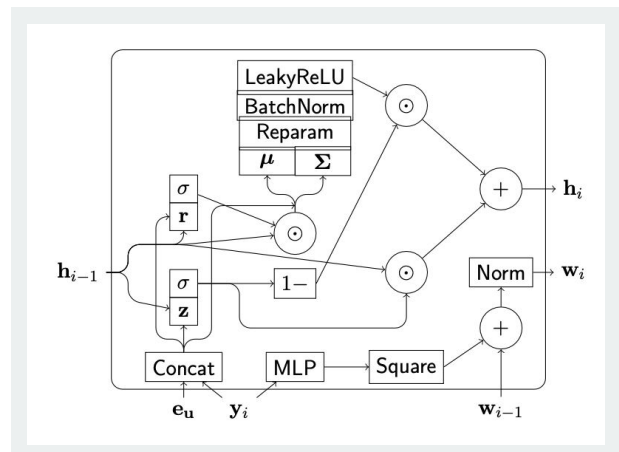 LeakyReLU
⊙
BatchNorm
Reparam
μ Σ
σ
r
⊙
+ h_i
h_{i−1}
σ
z
1−
⊙
Norm w_i
+
Concat
MLP
Square
e_u y_i w_{i−1}